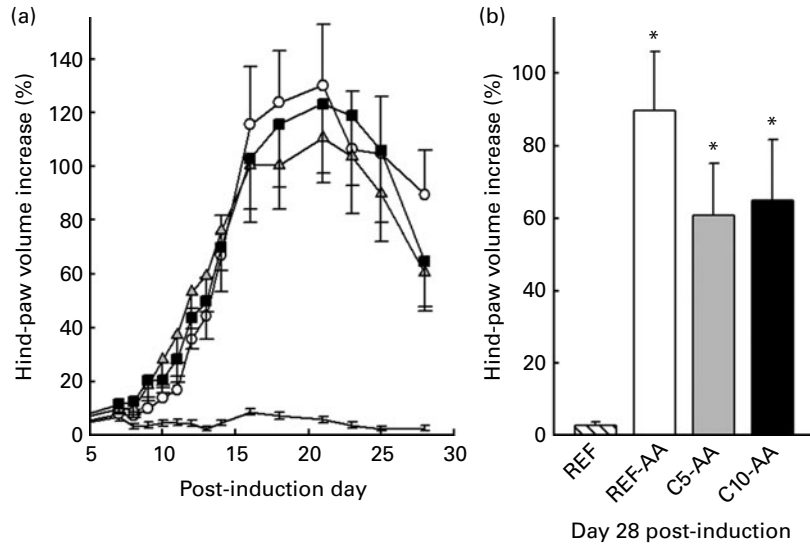 (a)
Hind-paw volume increase (%)
140
120
100
80
60
40
20
0
5
10
15
20
25
30
Post-induction day
(b)
Hind-paw volume increase (%)
100
80
60
40
20
0
*
*
*
REF
REF-AA
C5-AA
C10-AA
Day 28 post-induction